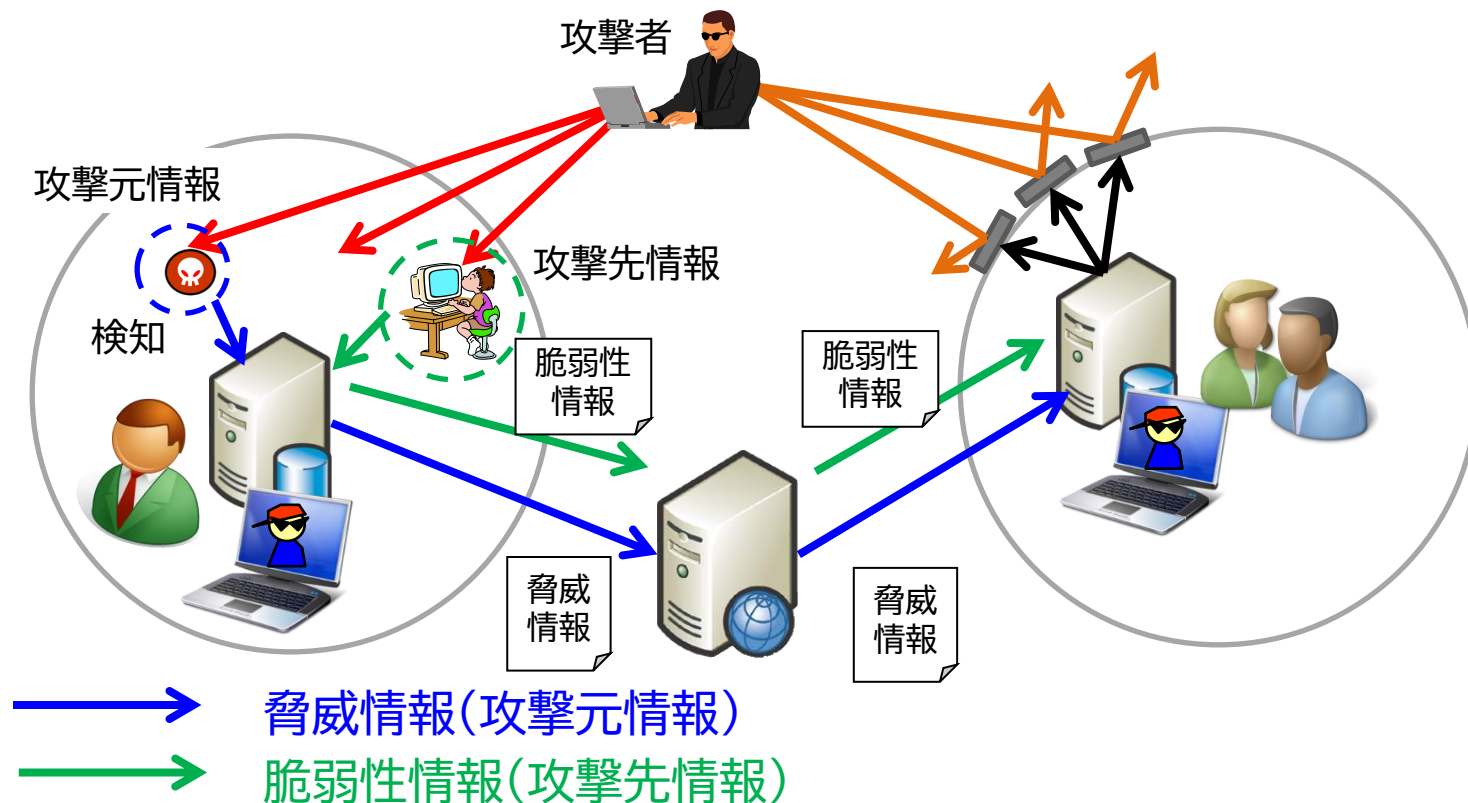 攻撃者
攻撃元情報
攻撃先情報
検知
脆弱性
情報
脆弱性
情報
脅威
情報
脅威
情報
脅威情報(攻撃元情報)
脆弱性情報(攻撃先情報)